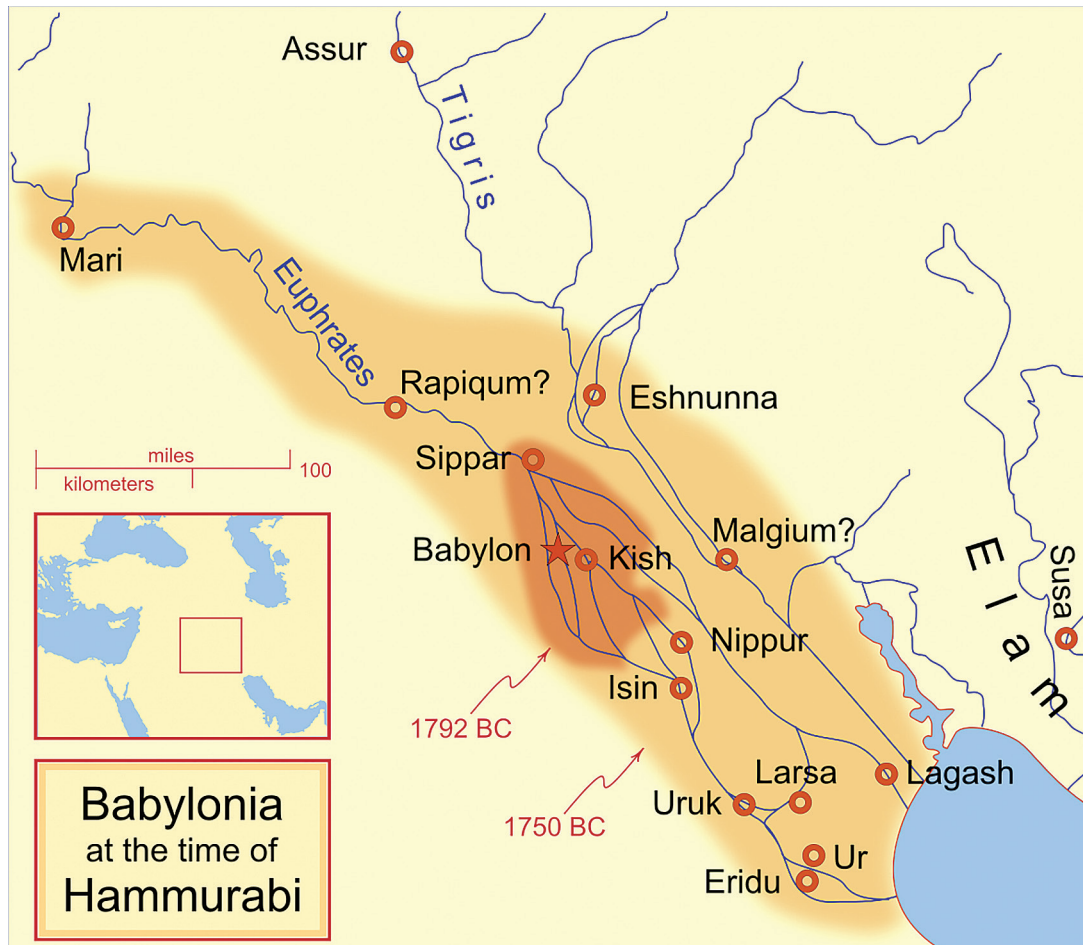 Assur
Tigris
Mari
Euphrates
Rapiqum?
Eshnunna
Sippar
miles
100
kilometers
Babylon
Kish
Malgium?
Elam
Susa
Nippur
Isin
1792 BC
Larsa
Lagash
Uruk
1750 BC
Ur
Eridu
Babylonia
at the time of
Hammurabi